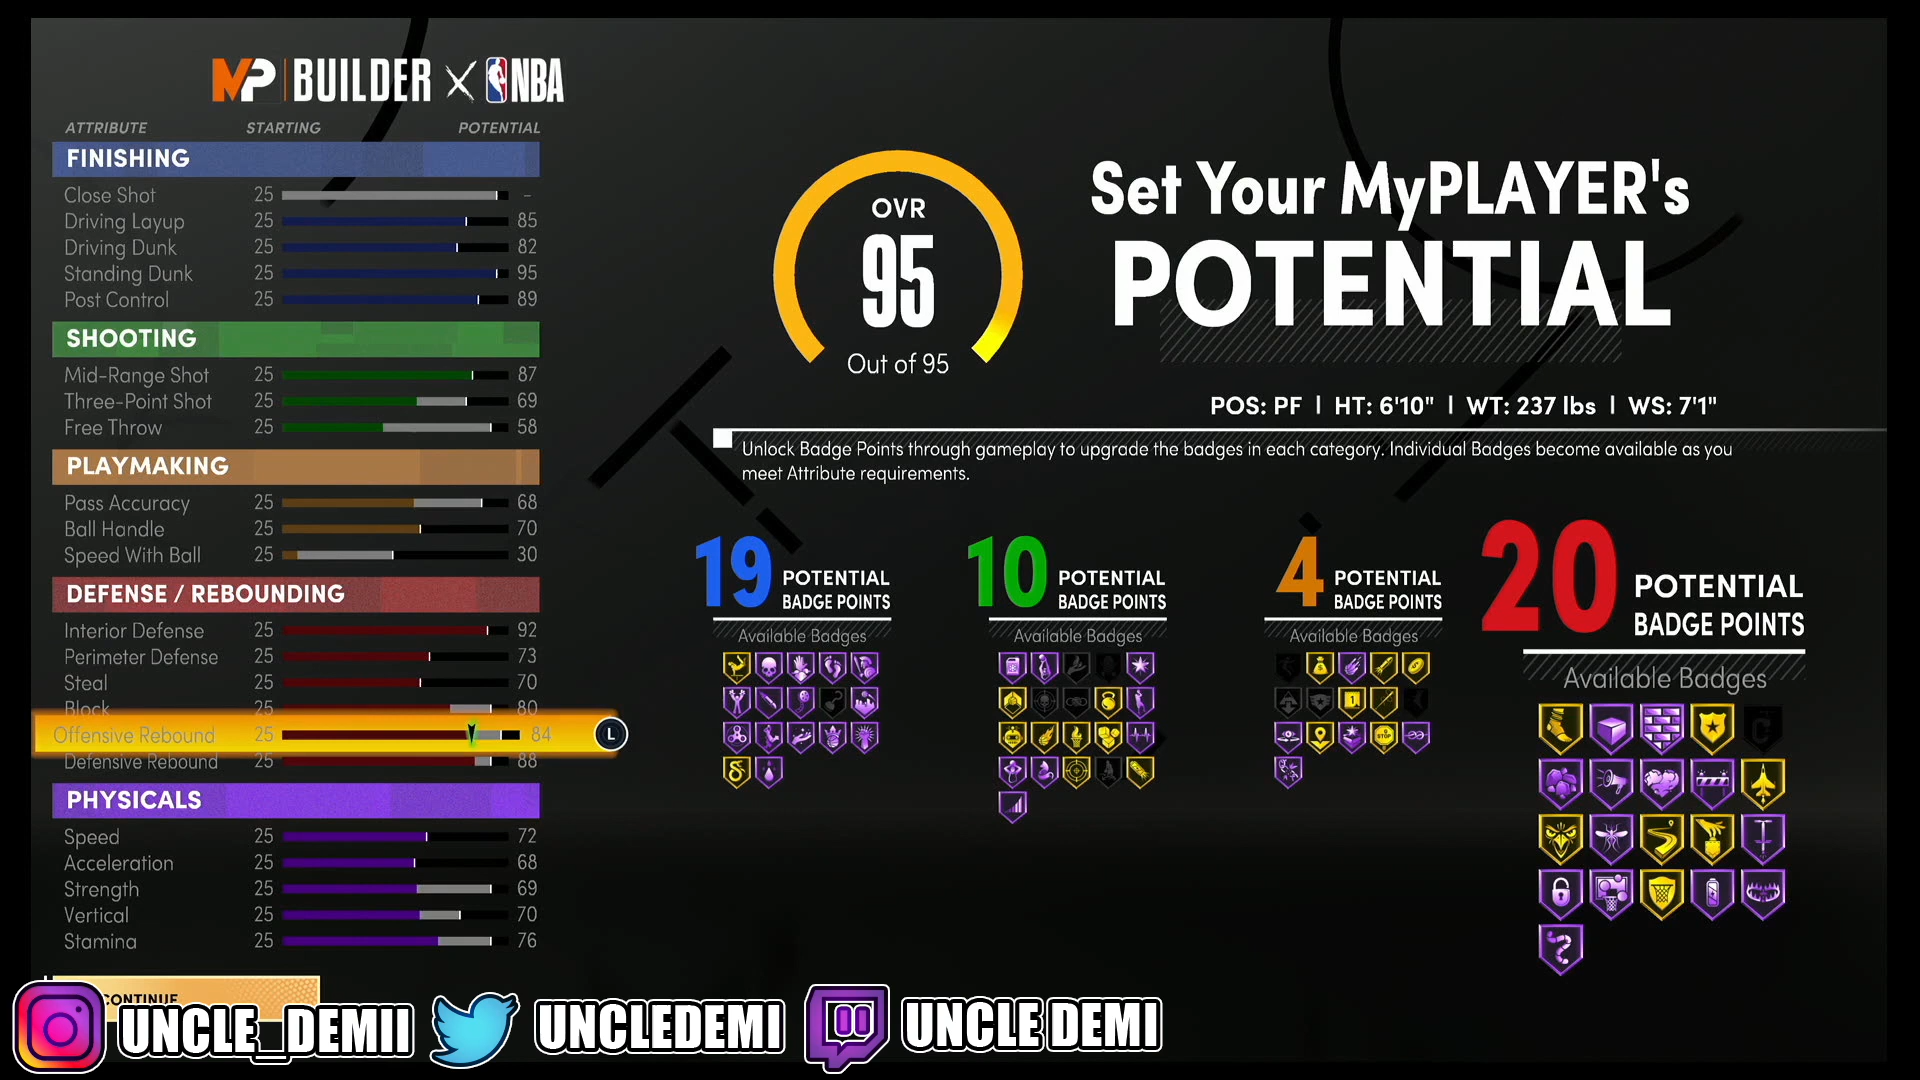 MP | BUILDER X NBA
ATTRIBUTE STARTING POTENTIAL
FINISHING
Close Shot 25 -
Driving Layup 25 85
Driving Dunk 25 82
Standing Dunk 25 95
Post Control 25 89
SHOOTING
Mid-Range Shot 25 87
Three-Point Shot 25 69
Free Throw 25 58
PLAYMAKING
Pass Accuracy 25 68
Ball Handle 25 70
Speed With Ball 25 30
DEFENSE / REBOUNDING
Interior Defense 25 92
Perimeter Defense 25 73
Steal 25 70
Block 25 80
Offensive Rebound 25 84 L
Defensive Rebound 25 88
PHYSICALS
Speed 25 72
Acceleration 25 68
Strength 25 69
Vertical 25 70
Stamina 25 76
CONTINUE
OVR
95
Out of 95
Set Your MyPLAYER's
POTENTIAL
POS: PF | HT: 6'10" | WT: 237 lbs | WS: 7'1"
Unlock Badge Points through gameplay to upgrade the badges in each category. Individual Badges become available as you
meet Attribute requirements.
19 POTENTIAL
BADGE POINTS
Available Badges
10 POTENTIAL
BADGE POINTS
Available Badges
4 POTENTIAL
BADGE POINTS
Available Badges
20 POTENTIAL
BADGE POINTS
Available Badges
UNCLE_DEMII UNCLEDEMI UNCLE DEMI